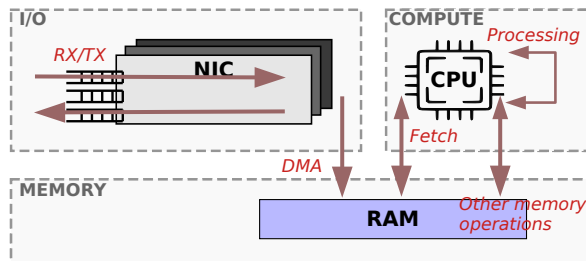 I/O
COMPUTE
RX/TX
NIC
Processing
CPU
Fetch
DMA
MEMORY
RAM
Other memory
operations